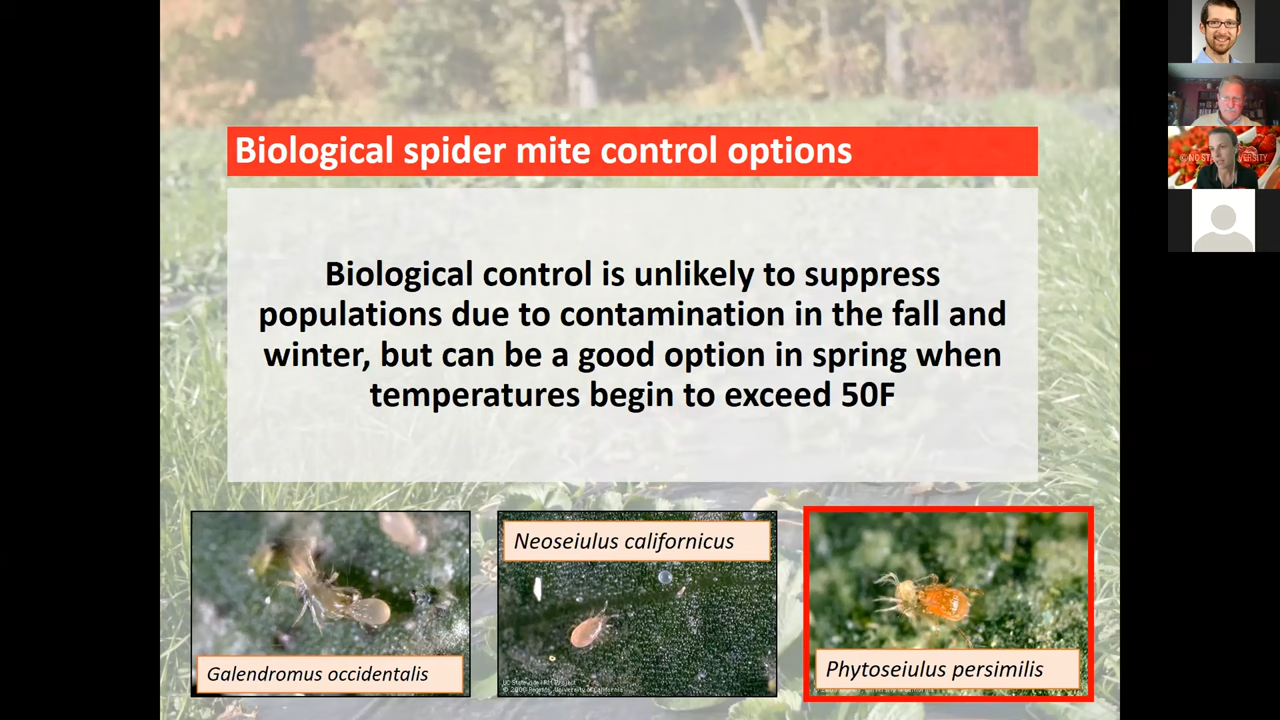 Biological spider mite control options
Biological control is unlikely to suppress
populations due to contamination in the fall and
winter, but can be a good option in spring when
temperatures begin to exceed 50F
Galendromus occidentalis
Neoseiulus californicus
Phytoseiulus persimilis